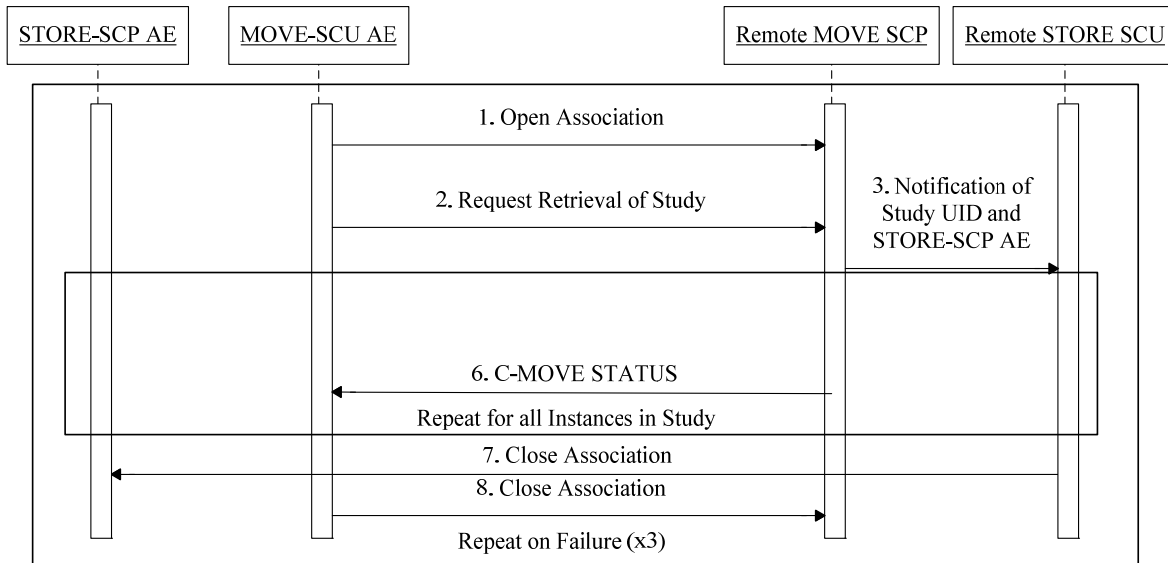 STORE-SCP AE
MOVE-SCU AE
Remote MOVE SCP
Remote STORE SCU
1. Open Association
2. Request Retrieval of Study
3. Notification of
Study UID and
STORE-SCP AE
6. C-MOVE STATUS
Repeat for all Instances in Study
7. Close Association
8. Close Association
Repeat on Failure (x3)